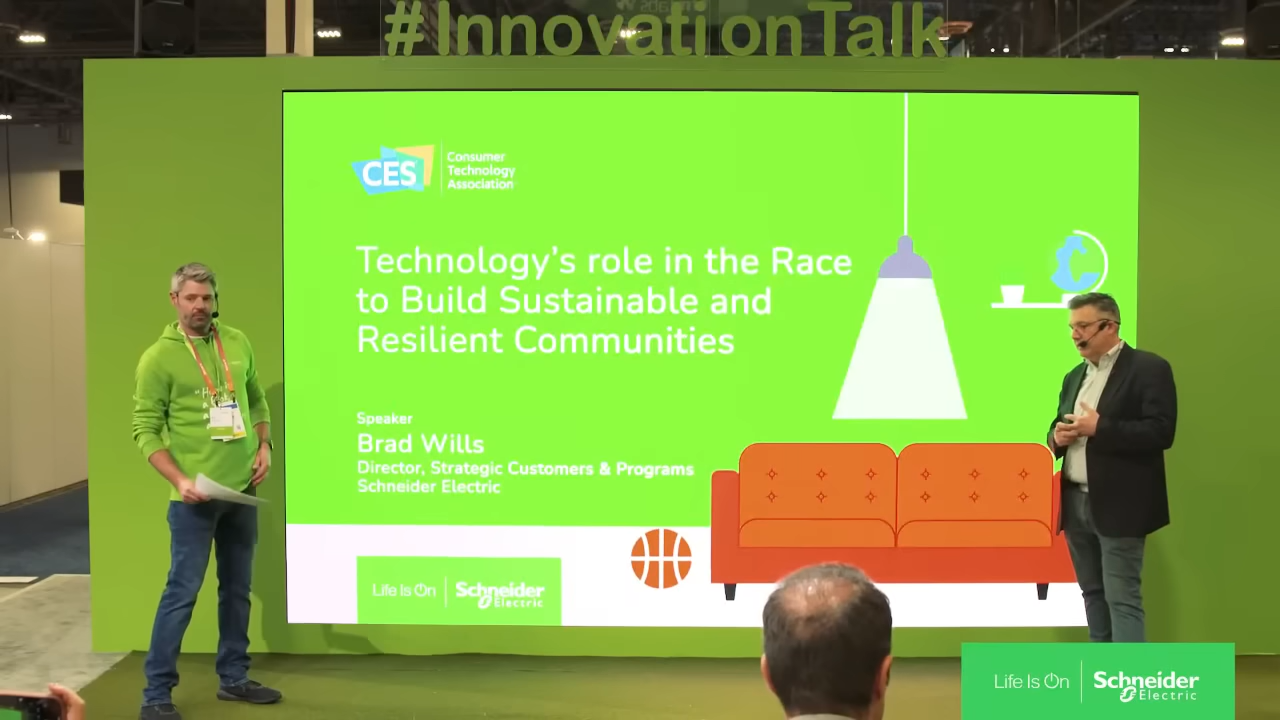 #InnovationTalk
CES
Consumer
Technology
Association
Technology's role in the Race
to Build Sustainable and
Resilient Communities
Speaker
Brad Wills
Director, Strategic Customers & Programs
Schneider Electric
Life Is On
Schneider
Electric
Life Is On
Schneider
Electric